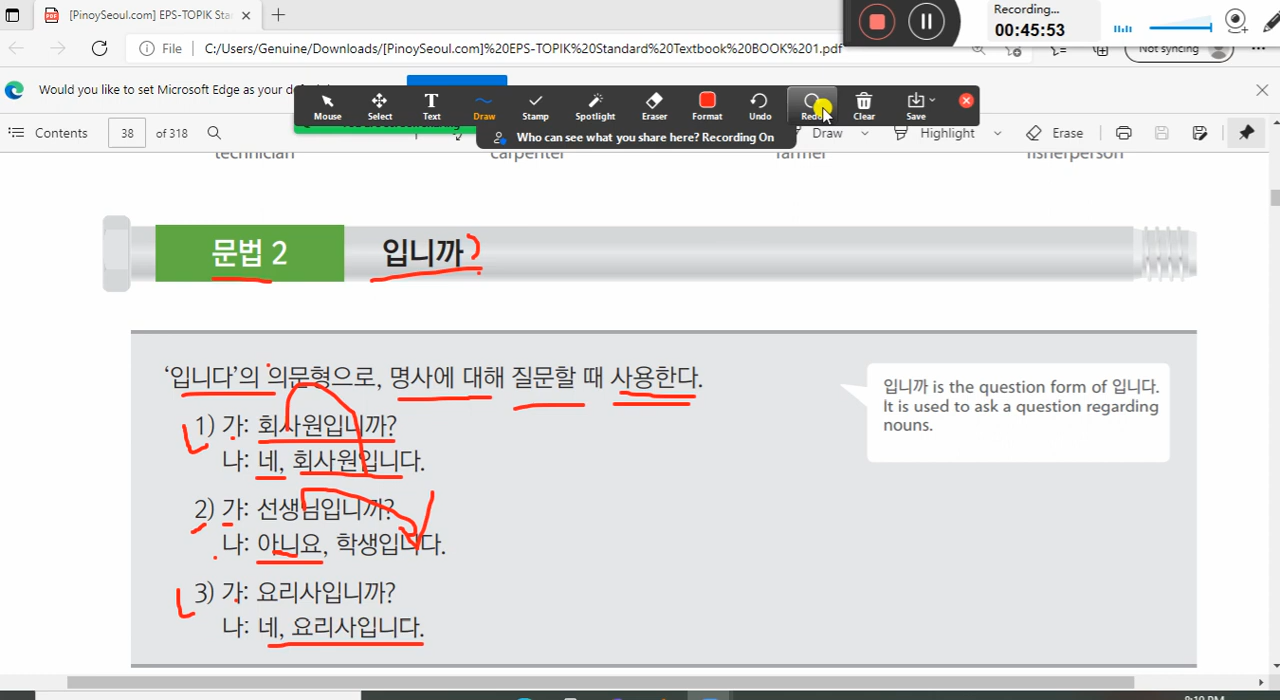 [PinoySeoul.com] EPS-TOPIK Sta
Recording...
00:45:53
File
C:/Users/Genuine/Downloads/[PinoySeoul.com]%20EPS-TOPIK%20Standard%20Textbook%20BOOK%201.pdf
Not syncing
Would you like to set Microsoft Edge as your de
Mouse Select Text Draw Stamp Spotlight Eraser Format Undo Redo Clear Save
Who can see what you share here? Recording On
Contents 38 of 318 Draw Highlight Erase
technician carpenter farmer fisherperson
문법 2 입니까
‘입니다’의 의문형으로, 명사에 대해 질문할 때 사용한다.
1) 가: 회사원입니까?
나: 네, 회사원입니다.
2) 가: 선생님입니까?
나: 아니요, 학생입니다.
3) 가: 요리사입니까?
나: 네, 요리사입니다.
입니까 is the question form of 입니다.
It is used to ask a question regarding
nouns.